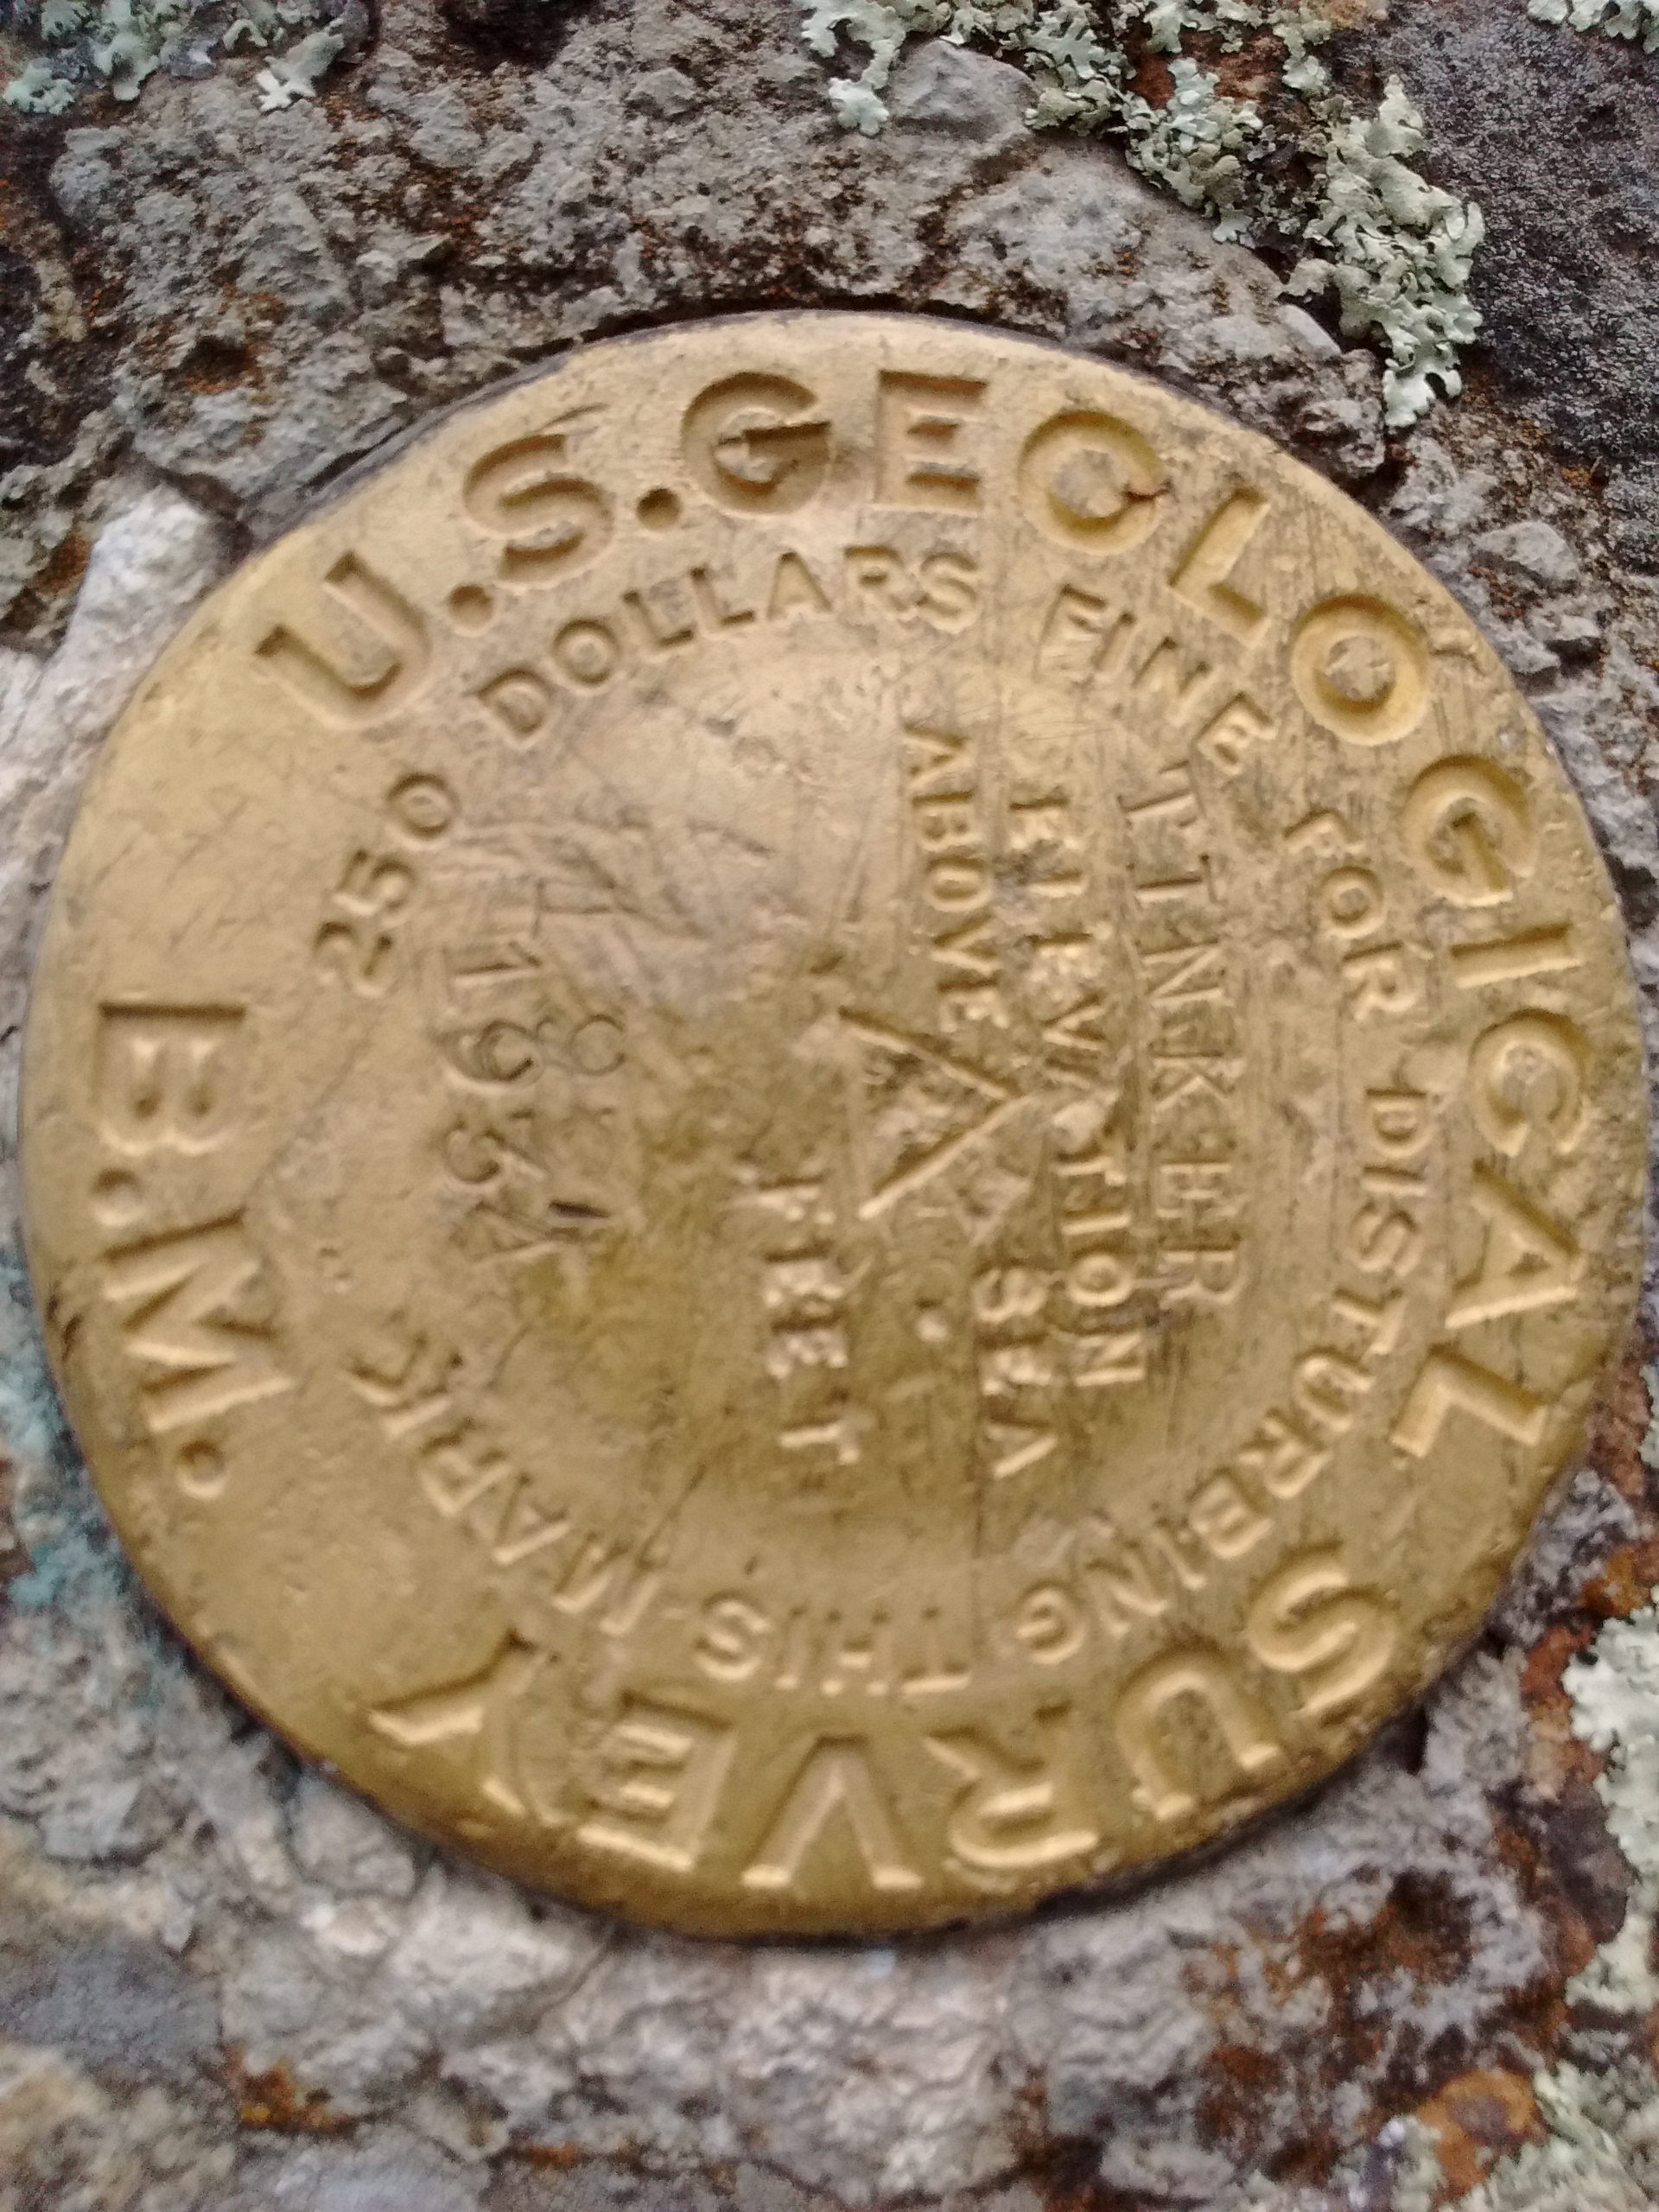 U.S. GEOLOGICAL SURVEY B.M.
250 DOLLARS FINE FOR DISTURBING THIS MARK
TINKER
ELEVATION
ABOVE SEA
FEET